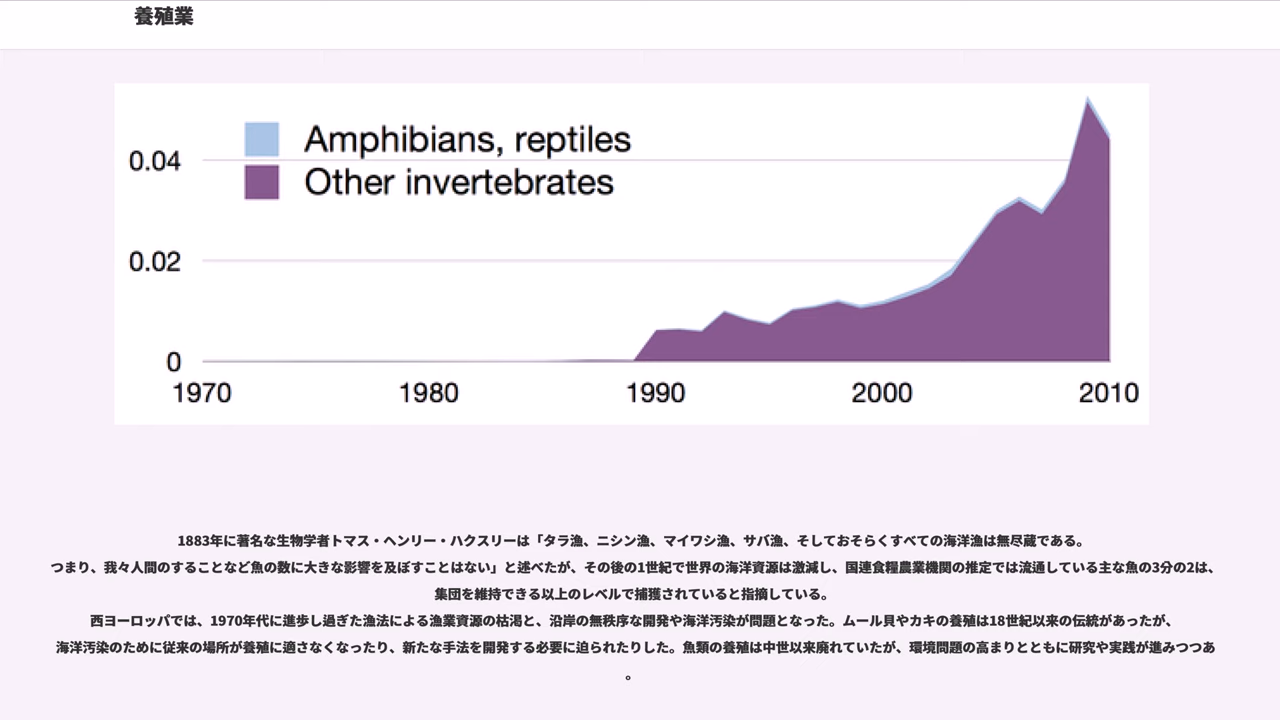 養殖業
Amphibians, reptiles
Other invertebrates
0.04
0.02
0
1970 1980 1990 2000 2010
1883年に著名な生物学者トマス・ヘンリー・ハクスリーは「タラ漁、ニシン漁、マイワシ漁、サバ漁、そしておそらくすべての海洋漁は無尽蔵である。
つまり、我々人間のすることなど魚の数に大きな影響を及ぼすことはない」と述べたが、その後の1世紀で世界の海洋資源は激減し、国連食糧農業機関の推定では流通している主な魚の3分の2は、
集団を維持できる以上のレベルで捕獲されていると指摘している。
西ヨーロッパでは、1970年代に進歩し過ぎた漁法による漁業資源の枯渇と、沿岸の無秩序な開発や海洋汚染が問題となった。ムール貝やカキの養殖は18世紀以来の伝統があったが、
海洋汚染のために従来の場所が養殖に適さなくなったり、新たな手法を開発する必要に迫られたりした。魚類の養殖は中世以来廃れていたが、環境問題の高まりとともに研究や実践が進みつつあ
。